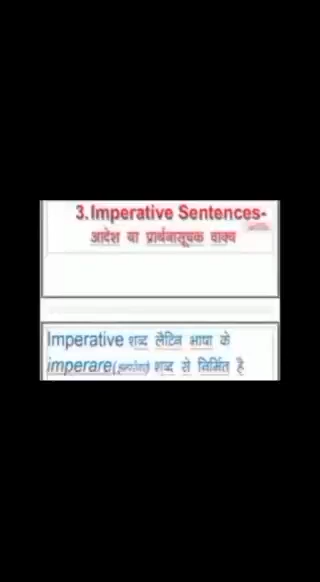 3.Imperative Sentences-
आदेश या प्रार्थनासूचक वाक्य
Imperative शब्द लैटिन भाषा के
imperare( शब्द से निर्मित है